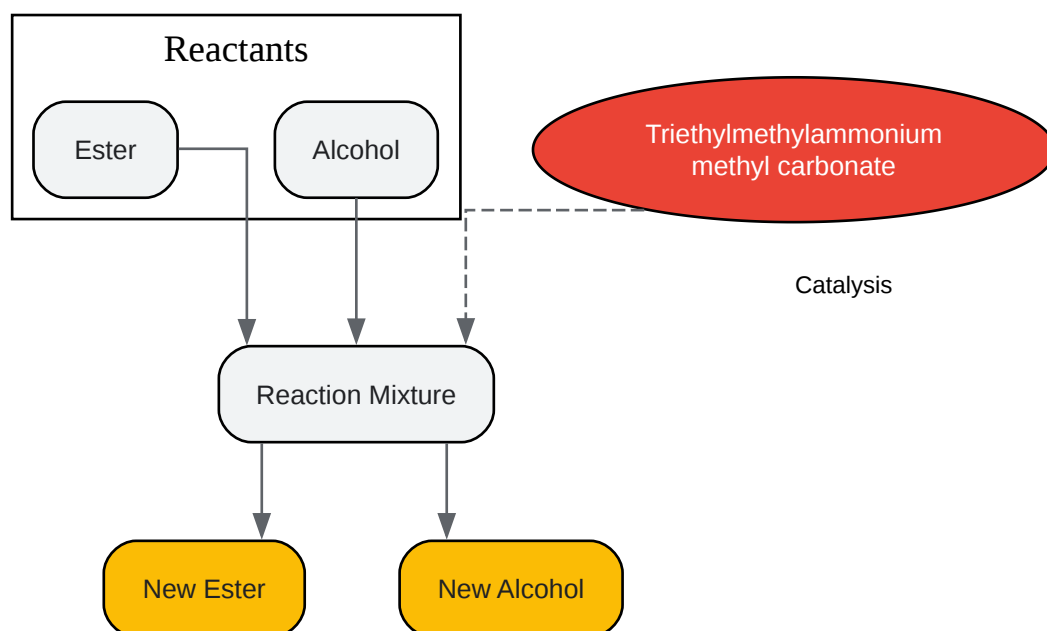 Reactants
Ester
Alcohol
Triethylmethylammonium
methyl carbonate
Catalysis
Reaction Mixture
New Ester
New Alcohol